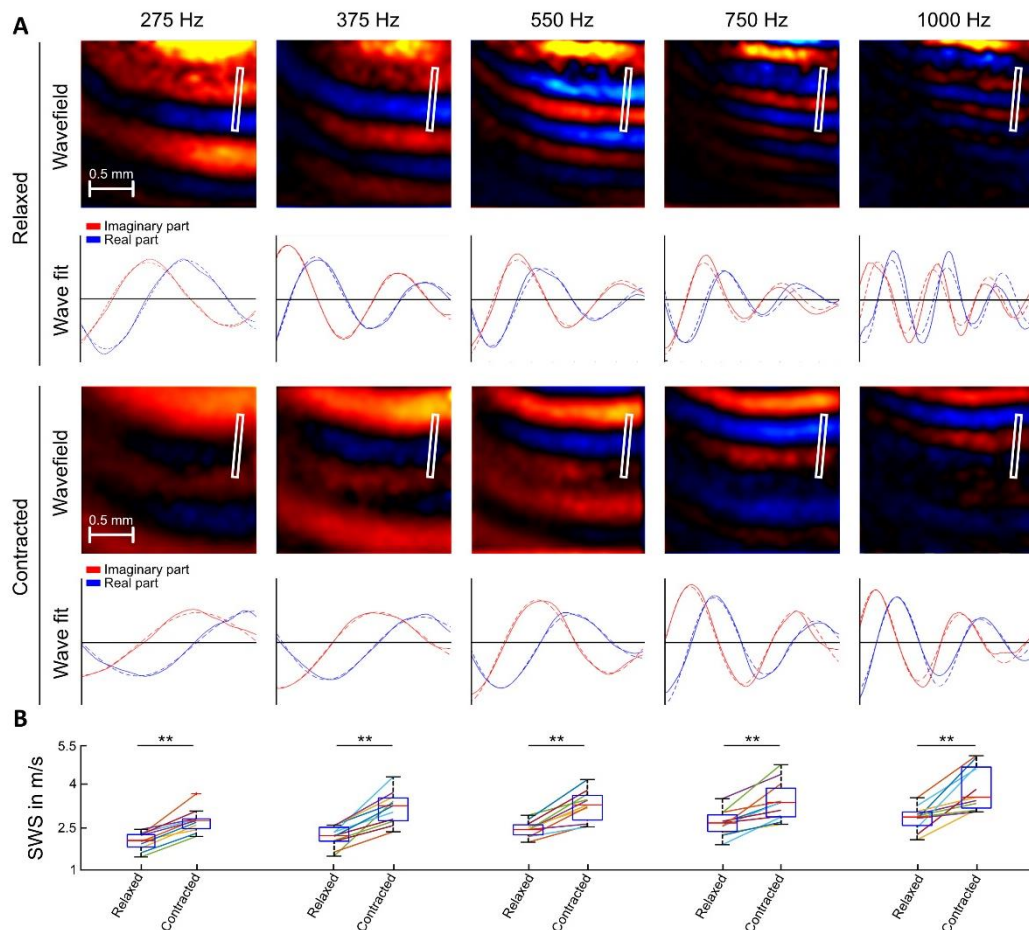 A
275 Hz 375 Hz 550 Hz 750 Hz 1000 Hz
Relaxed
Wavefield
0.5 mm
Imaginary part
Real part
Wave fit
Contracted
Wavefield
0.5 mm
Imaginary part
Real part
Wave fit
B
SWS in m/s
5.5
4
2.5
1
** ** ** ** **
Relaxed Contracted Relaxed Contracted Relaxed Contracted Relaxed Contracted Relaxed Contracted